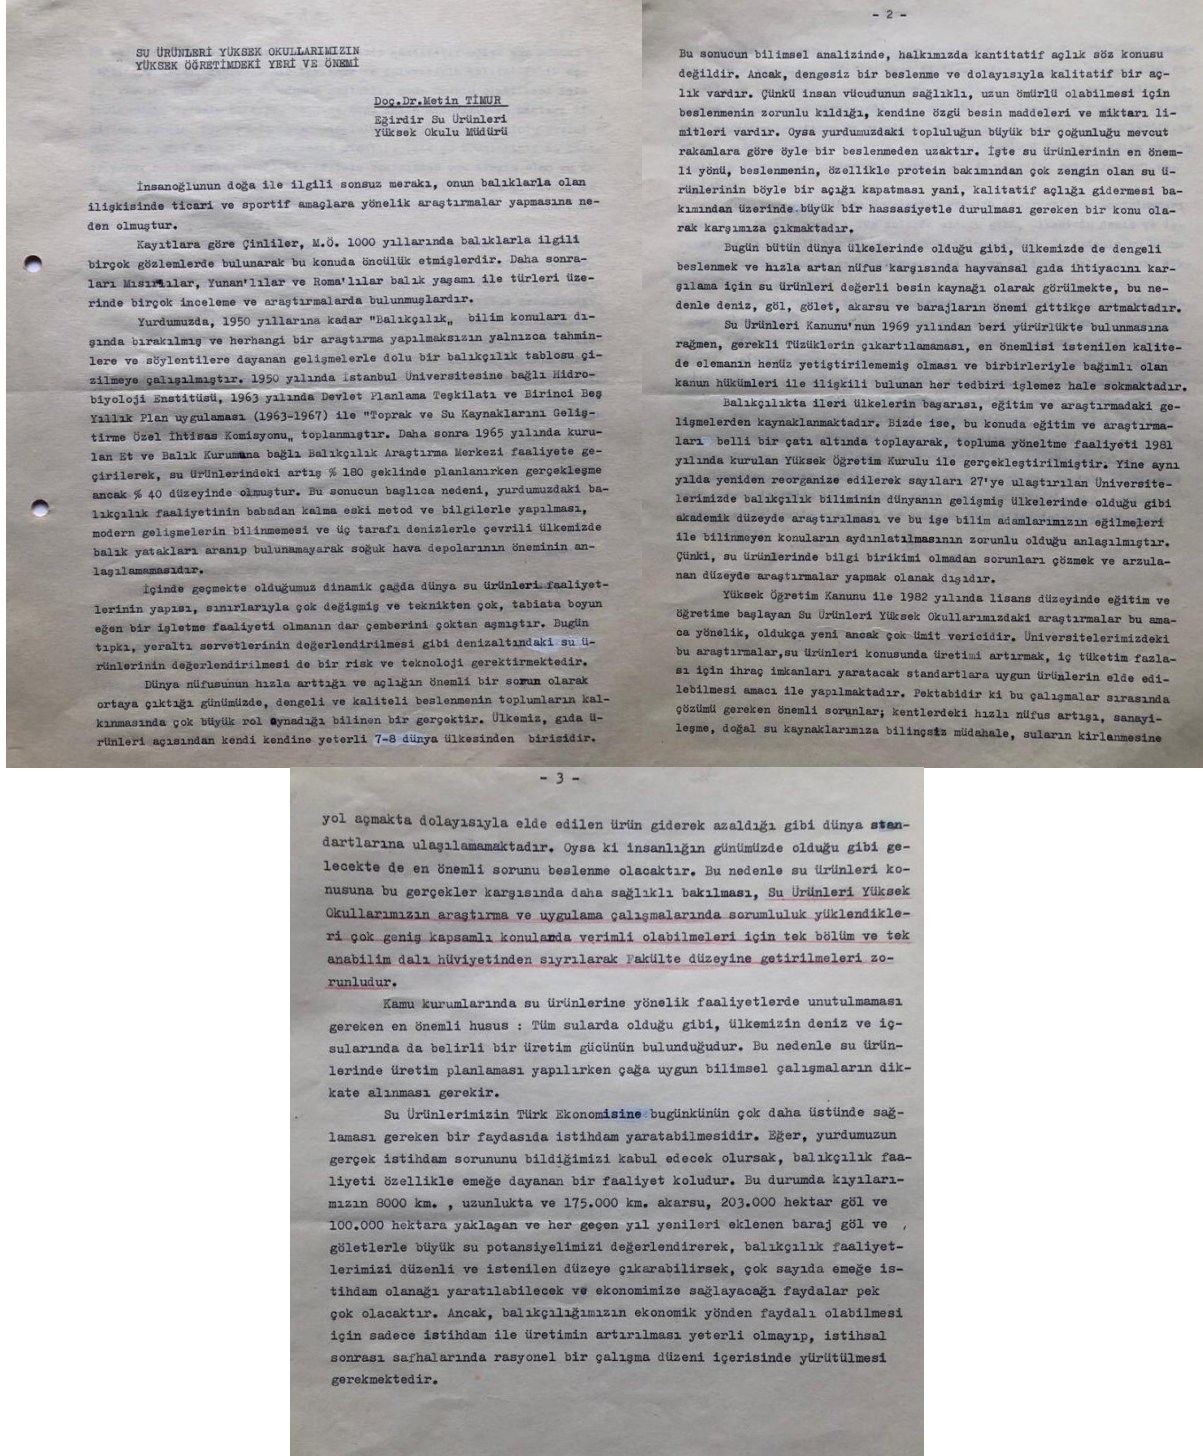 SU ÜRÜNLERİ YÜKSEK OKULLARIMIZIN
YÜKSEK ÖĞRETİMDEKİ YERİ VE ÖNEMİ
Doç.Dr.Metin TİMUR
Eğirdir Su Ürünleri
Yüksek Okulu Müdürü
İnsanoğlunun doğa ile ilgili sonsuz merakı, onun balıklarla olan
ilişkisinde ticari ve sportif amaçlara yönelik araştırmalar yapmasına ne-
den olmuştur.
Kayıtlara göre Çinliler, M.Ö. 1000 yıllarında balıklarla ilgili
birçok gözlemlerde bulunarak bu konuda öncülük etmişlerdir. Daha sonra-
ları Mısırlılar, Yunan'lılar ve Roma'lılar balık yaşamı ile türleri üze-
rinde birçok inceleme ve araştırmalarda bulunmuşlardır.
Yurdumuzda, 1950 yıllarına kadar "Balıkçılık„ bilim konuları dı-
şında bırakılmış ve herhangi bir araştırma yapılmaksızın yalnızca tahmin-
lere ve söylentilere dayanan gelişmelerle dolu bir balıkçılık tablosu çi-
zilmeye çalışılmıştır. 1950 yılında İstanbul Üniversitesine bağlı Hidro-
biyoloji Enstitüsü, 1963 yılında Devlet Planlama Teşkilatı ve Birinci Beş
Yıllık Plan uygulaması (1963-1967) ile "Toprak ve Su Kaynaklarını Geliş-
tirme Özel İhtisas Komisyonu„ toplanmıştır. Daha sonra 1965 yılında kuru-
lan Et ve Balık Kurumuna bağlı Balıkçılık Araştırma Merkezi faaliyete ge-
çirilerek, su ürünlerindeki artış % 180 şeklinde planlanırken gerçekleşme
ancak % 40 düzeyinde olmuştur. Bu sonucun başlıca nedeni, yurdumuzdaki ba-
lıkçılık faaliyetinin babadan kalma eski metod ve bilgilerle yapılması,
modern gelişmelerin bilinmemesi ve üç tarafı denizlerle çevrili ülkemizde
balık yatakları aranıp bulunamayarak soğuk hava depolarının öneminin an-
laşılamamasıdır.
İçinde geçmekte olduğumuz dinamik çağda dünya su ürünleri faaliyet-
lerinin yapısı, sınırlarıyla çok değişmiş ve teknikten çok, tabiata boyun
eğen bir işletme faaliyeti olmanın dar çemberini çoktan aşmıştır. Bugün
tıpkı, yeraltı servetlerinin değerlendirilmesi gibi denizaltındaki su ü-
rünlerinin değerlendirilmesi de bir risk ve teknoloji gerektirmektedir.
Dünya nüfusunun hızla arttığı ve açlığın önemli bir sorun olarak
ortaya çıktığı günümüzde, dengeli ve kaliteli beslenmenin toplumların kal-
kınmasında çok büyük rol oynadığı bilinen bir gerçektir. Ülkemiz, gıda ü-
rünleri açısından kendi kendine yeterli 7-8 dünya ülkesinden birisidir.
- 2 -
Bu sonucun bilimsel analizinde, halkımızda kantitatif açlık söz konusu
değildir. Ancak, dengesiz bir beslenme ve dolayısıyla kalitatif bir aç-
lık vardır. Çünkü insan vücudunun sağlıklı, uzun ömürlü olabilmesi için
beslenmenin zorunlu kıldığı, kendine özgü besin maddeleri ve miktarı li-
mitleri vardır. Oysa yurdumuzdaki topluluğun büyük bir çoğunluğu mevcut
rakamlara göre öyle bir beslenmeden uzaktır. İşte su ürünlerinin en önem-
li yönü, beslenmenin, özellikle protein bakımından çok zengin olan su ü-
rünlerinin böyle bir açığı kapatması yani, kalitatif açlığı gidermesi ba-
kımından üzerinde büyük bir hassasiyetle durulması gereken bir konu ola-
rak karşımıza çıkmaktadır.
Bugün bütün dünya ülkelerinde olduğu gibi, ülkemizde de dengeli
beslenmek ve hızla artan nüfus karşısında hayvansal gıda ihtiyacını kar-
şılama için su ürünleri değerli besin kaynağı olarak görülmekte, bu ne-
denle deniz, göl, gölet, akarsu ve barajların önemi gittikçe artmaktadır.
Su Ürünleri Kanunu'nun 1969 yılından beri yürürlükte bulunmasına
rağmen, gerekli Tüzüklerin çıkartılamaması, en önemlisi istenilen kalite-
de elemanın henüz yetiştirilememiş olması ve birbirleriyle bağımlı olan
kanun hükümleri ile ilişkili bulunan her tedbiri işlemez hale sokmaktadır.
Balıkçılıkta ileri ülkelerin başarısı, eğitim ve araştırmadaki ge-
lişmelerden kaynaklanmaktadır. Bizde ise, bu konuda eğitim ve araştırma-
ları belli bir çatı altında toplayarak, topluma yöneltme faaliyeti 1981
yılında kurulan Yüksek Öğretim Kurulu ile gerçekleştirilmiştir. Yine aynı
yılda yeniden reorganize edilerek sayıları 27'ye ulaştırılan Üniversite-
lerimizde balıkçılık biliminin dünyanın gelişmiş ülkelerinde olduğu gibi
akademik düzeyde araştırılması ve bu işe bilim adamlarımızın eğilmeleri
ile bilinmeyen konuların aydınlatılmasının zorunlu olduğu anlaşılmıştır.
Çünki, su ürünlerinde bilgi birikimi olmadan sorunları çözmek ve arzula-
nan düzeyde araştırmalar yapmak olanak dışıdır.
Yüksek Öğretim Kanunu ile 1982 yılında lisans düzeyinde eğitim ve
öğretime başlayan Su Ürünleri Yüksek Okullarımızdaki araştırmalar bu ama-
ca yönelik, oldukça yeni ancak çok ümit vericidir. Üniversitelerimizdeki
bu araştırmalar,su ürünleri konusunda üretimi artırmak, iç tüketim fazla-
sı için ihraç imkanları yaratacak standartlara uygun ürünlerin elde edi-
lebilmesi amacı ile yapılmaktadır. Pektabidir ki bu çalışmalar sırasında
çözümü gereken önemli sorunlar; kentlerdeki hızlı nüfus artışı, sanayi-
leşme, doğal su kaynaklarımıza bilinçsiz müdahale, suların kirlanmesine
- 3 -
yol açmakta dolayısıyla elde edilen ürün giderek azaldığı gibi dünya stan-
dartlarına ulaşılamamaktadır. Oysa ki insanlığın günümüzde olduğu gibi ge-
lecekte de en önemli sorunu beslenme olacaktır. Bu nedenle su ürünleri ko-
nusuna bu gerçekler karşısında daha sağlıklı bakılması, Su Ürünleri Yüksek
Okullarımızın araştırma ve uygulama çalışmalarında sorumluluk yüklendikle-
ri çok geniş kapsamlı konularda verimli olabilmeleri için tek bölüm ve tek
anabilim dalı hüviyetinden sıyrılarak Fakülte düzeyine getirilmeleri zo-
runludur.
Kamu kurumlarında su ürünlerine yönelik faaliyetlerde unutulmaması
gereken en önemli husus : Tüm sularda olduğu gibi, ülkemizin deniz ve iç-
sularında da belirli bir üretim gücünün bulunduğudur. Bu nedenle su ürün-
lerinde üretim planlaması yapılırken çağa uygun bilimsel çalışmaların dik-
kate alınması gerekir.
Su Ürünlerimizin Türk Ekonomisine bugünkünün çok daha üstünde sağ-
laması gereken bir faydasıda istihdam yaratabilmesidir. Eğer, yurdumuzun
gerçek istihdam sorununu bildiğimizi kabul edecek olursak, balıkçılık faa-
liyeti özellikle emeğe dayanan bir faaliyet koludur. Bu durumda kıyıları-
mızın 8000 km. , uzunlukta ve 175.000 km. akarsu, 203.000 hektar göl ve
100.000 hektara yaklaşan ve her geçen yıl yenileri eklenen baraj göl ve
göletlerle büyük su potansiyelimizi değerlendirerek, balıkçılık faaliyet-
lerimizi düzenli ve istenilen düzeye çıkarabilirsek, çok sayıda emeğe is-
tihdam olanağı yaratılabilecek ve ekonomimize sağlayacağı faydalar pek
çok olacaktır. Ancak, balıkçılığımızın ekonomik yönden faydalı olabilmesi
için sadece istihdam ile üretimin artırılması yeterli olmayıp, istihsal
sonrası safhalarında rasyonel bir çalışma düzeni içerisinde yürütülmesi
gerekmektedir.